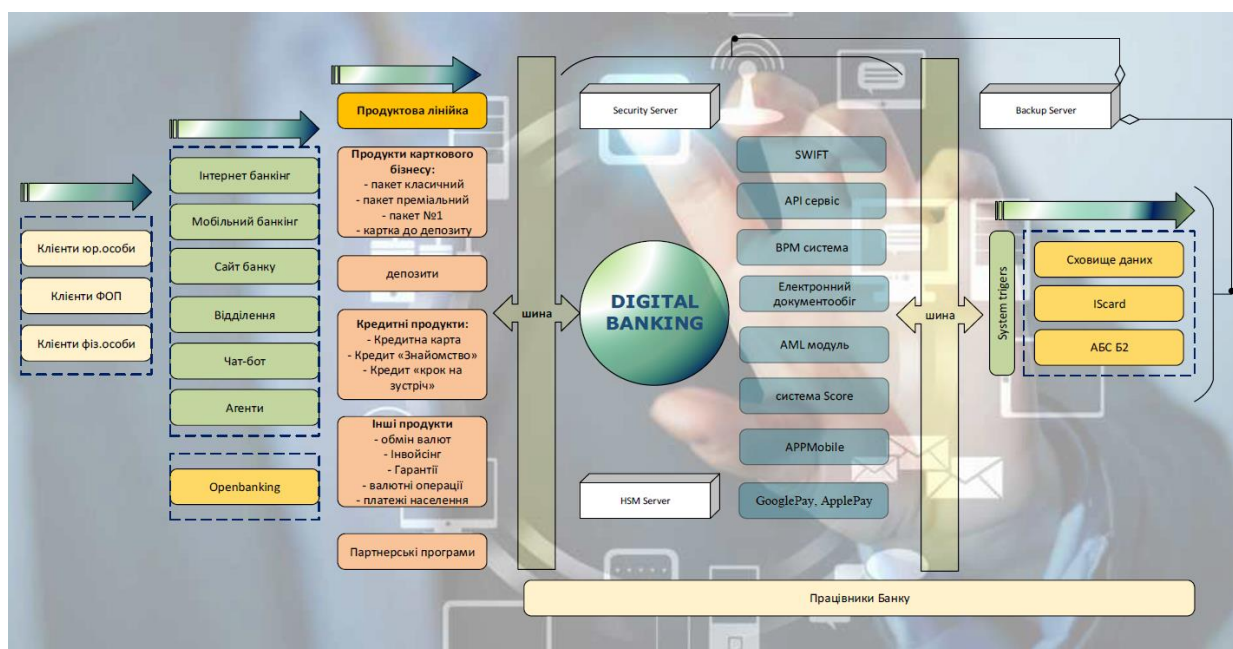 Клієнти юр.особи
Клієнти ФОП
Клієнти фіз.особи
Інтернет банкінг
Мобільний банкінг
Сайт банку
Відділення
Чат-бот
Агенти
Openbanking
Продуктова лінійка
Продукти карткового
бізнесу:
- пакет класичний
- пакет преміальний
- пакет №1
- картка до депозиту
депозити
Кредитні продукти:
- Кредитна карта
- Кредит «Знайомство»
- Кредит «крок на
зустріч»
Інші продукти
- обмін валют
- Інвойсінг
- Гарантії
- валютні операції
- платежі населення
Партнерські програми
шина
Security Server
DIGITAL
BANKING
HSM Server
SWIFT
API сервіс
BPM система
Електронний
документообіг
AML модуль
система Score
APPMobile
GooglePay, ApplePay
шина
Backup Server
System trigers
Сховище даних
IScard
АБС Б2
Працівники Банку